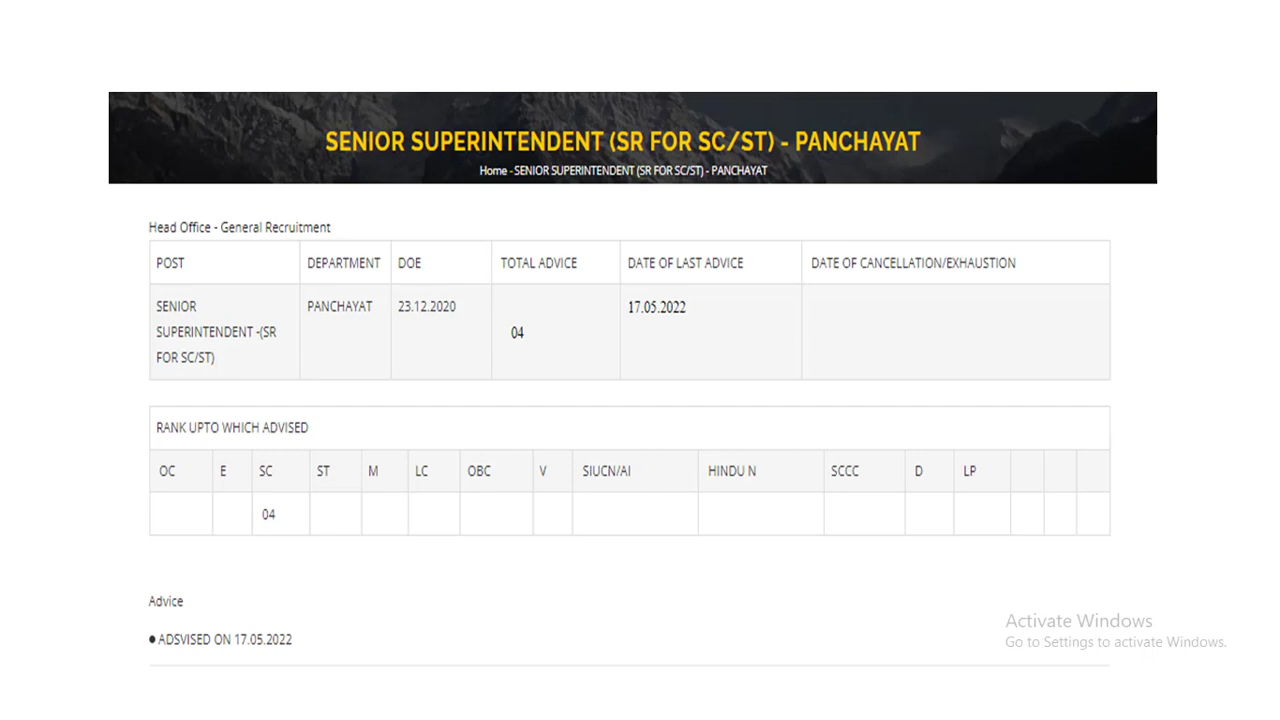 SENIOR SUPERINTENDENT (SR FOR SC/ST) - PANCHAYAT
Home - SENIOR SUPERINTENDENT (SR FOR SC/ST) - PANCHAYAT
Head Office - General Recruitment
POST DEPARTMENT DOE TOTAL ADVICE DATE OF LAST ADVICE DATE OF CANCELLATION/EXHAUSTION
SENIOR PANCHAYAT 23.12.2020 17.05.2022
SUPERINTENDENT -(SR 04
FOR SC/ST)
RANK UPTO WHICH ADVISED
OC E SC ST M LC OBC V SIUCN/AI HINDU N SCCC D LP
04
Advice
● ADSVISED ON 17.05.2022
Activate Windows
Go to Settings to activate Windows.